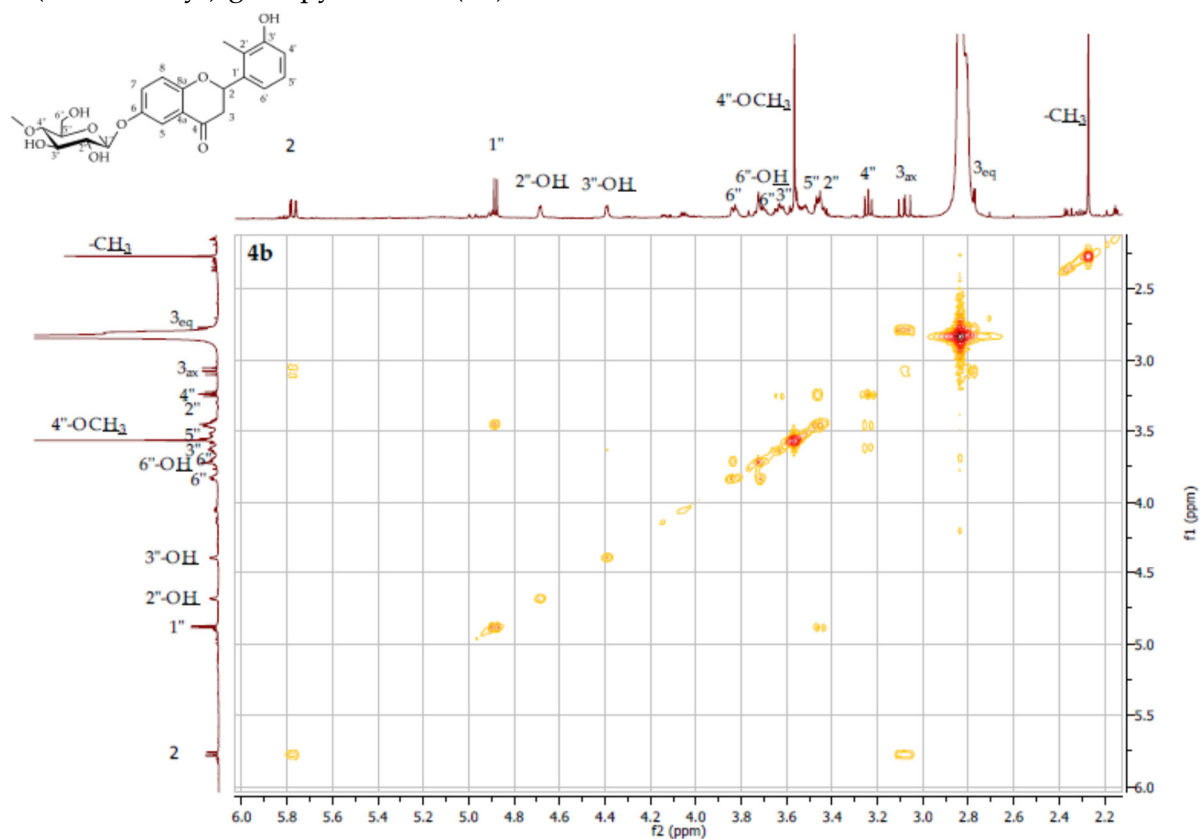 OH
3'
2'
4'
1'
5'
6'
8
7
8a
O
2
6
4a
3
5
4
O
6"
OH
4"
O
5"
O
O
HO
3"
2"
OH
1"
2
1"
2"-OH
3"-OH
6"
6"-OH
6"
3"
4"-OCH3
5"
2"
4"
3ax
3eq
-CH3
-CH3
3eq
3ax
4"
2"
4"-OCH3
5"
3"
6"
6"-OH
6"
3"-OH
2"-OH
1"
2
4b
2.5
3.0
3.5
4.0
4.5
5.0
5.5
6.0
f1 (ppm)
6.0 5.8 5.6 5.4 5.2 5.0 4.8 4.6 4.4 4.2 4.0 3.8 3.6 3.4 3.2 3.0 2.8 2.6 2.4 2.2
f2 (ppm)